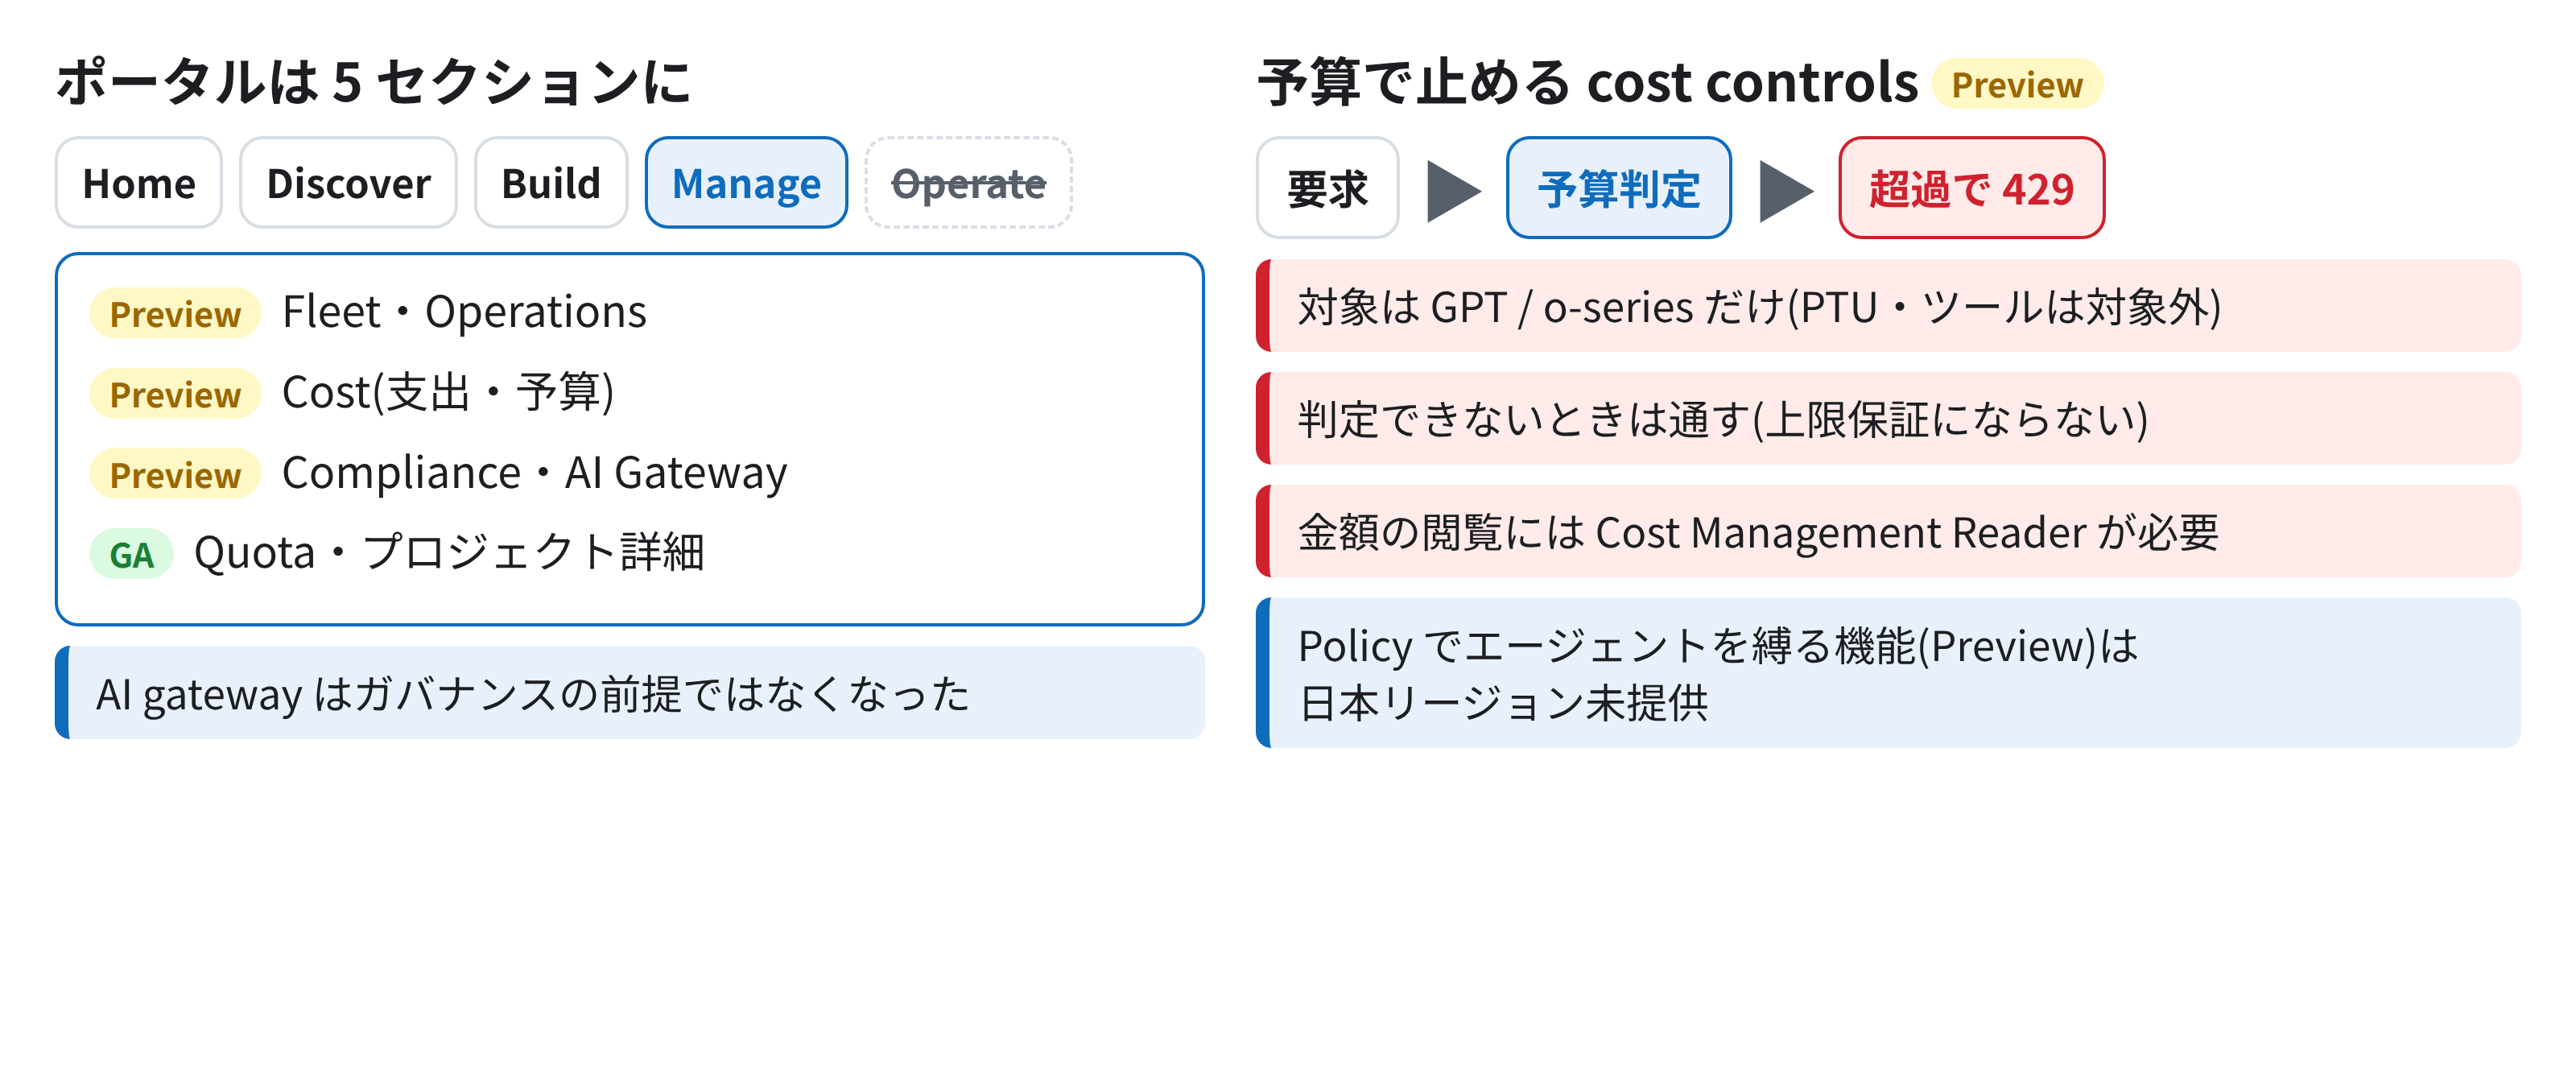 ポータルは 5 セクションに
Home Discover Build Manage Operate
Preview Fleet・Operations
Preview Cost(支出・予算)
Preview Compliance・AI Gateway
GA Quota・プロジェクト詳細
AI gateway はガバナンスの前提ではなくなった
予算で止める cost controls Preview
要求 ▶ 予算判定 ▶ 超過で 429
対象は GPT / o-series だけ(PTU・ツールは対象外)
判定できないときは通す(上限保証にならない)
金額の閲覧には Cost Management Reader が必要
Policy でエージェントを縛る機能(Preview)は
日本リージョン未提供